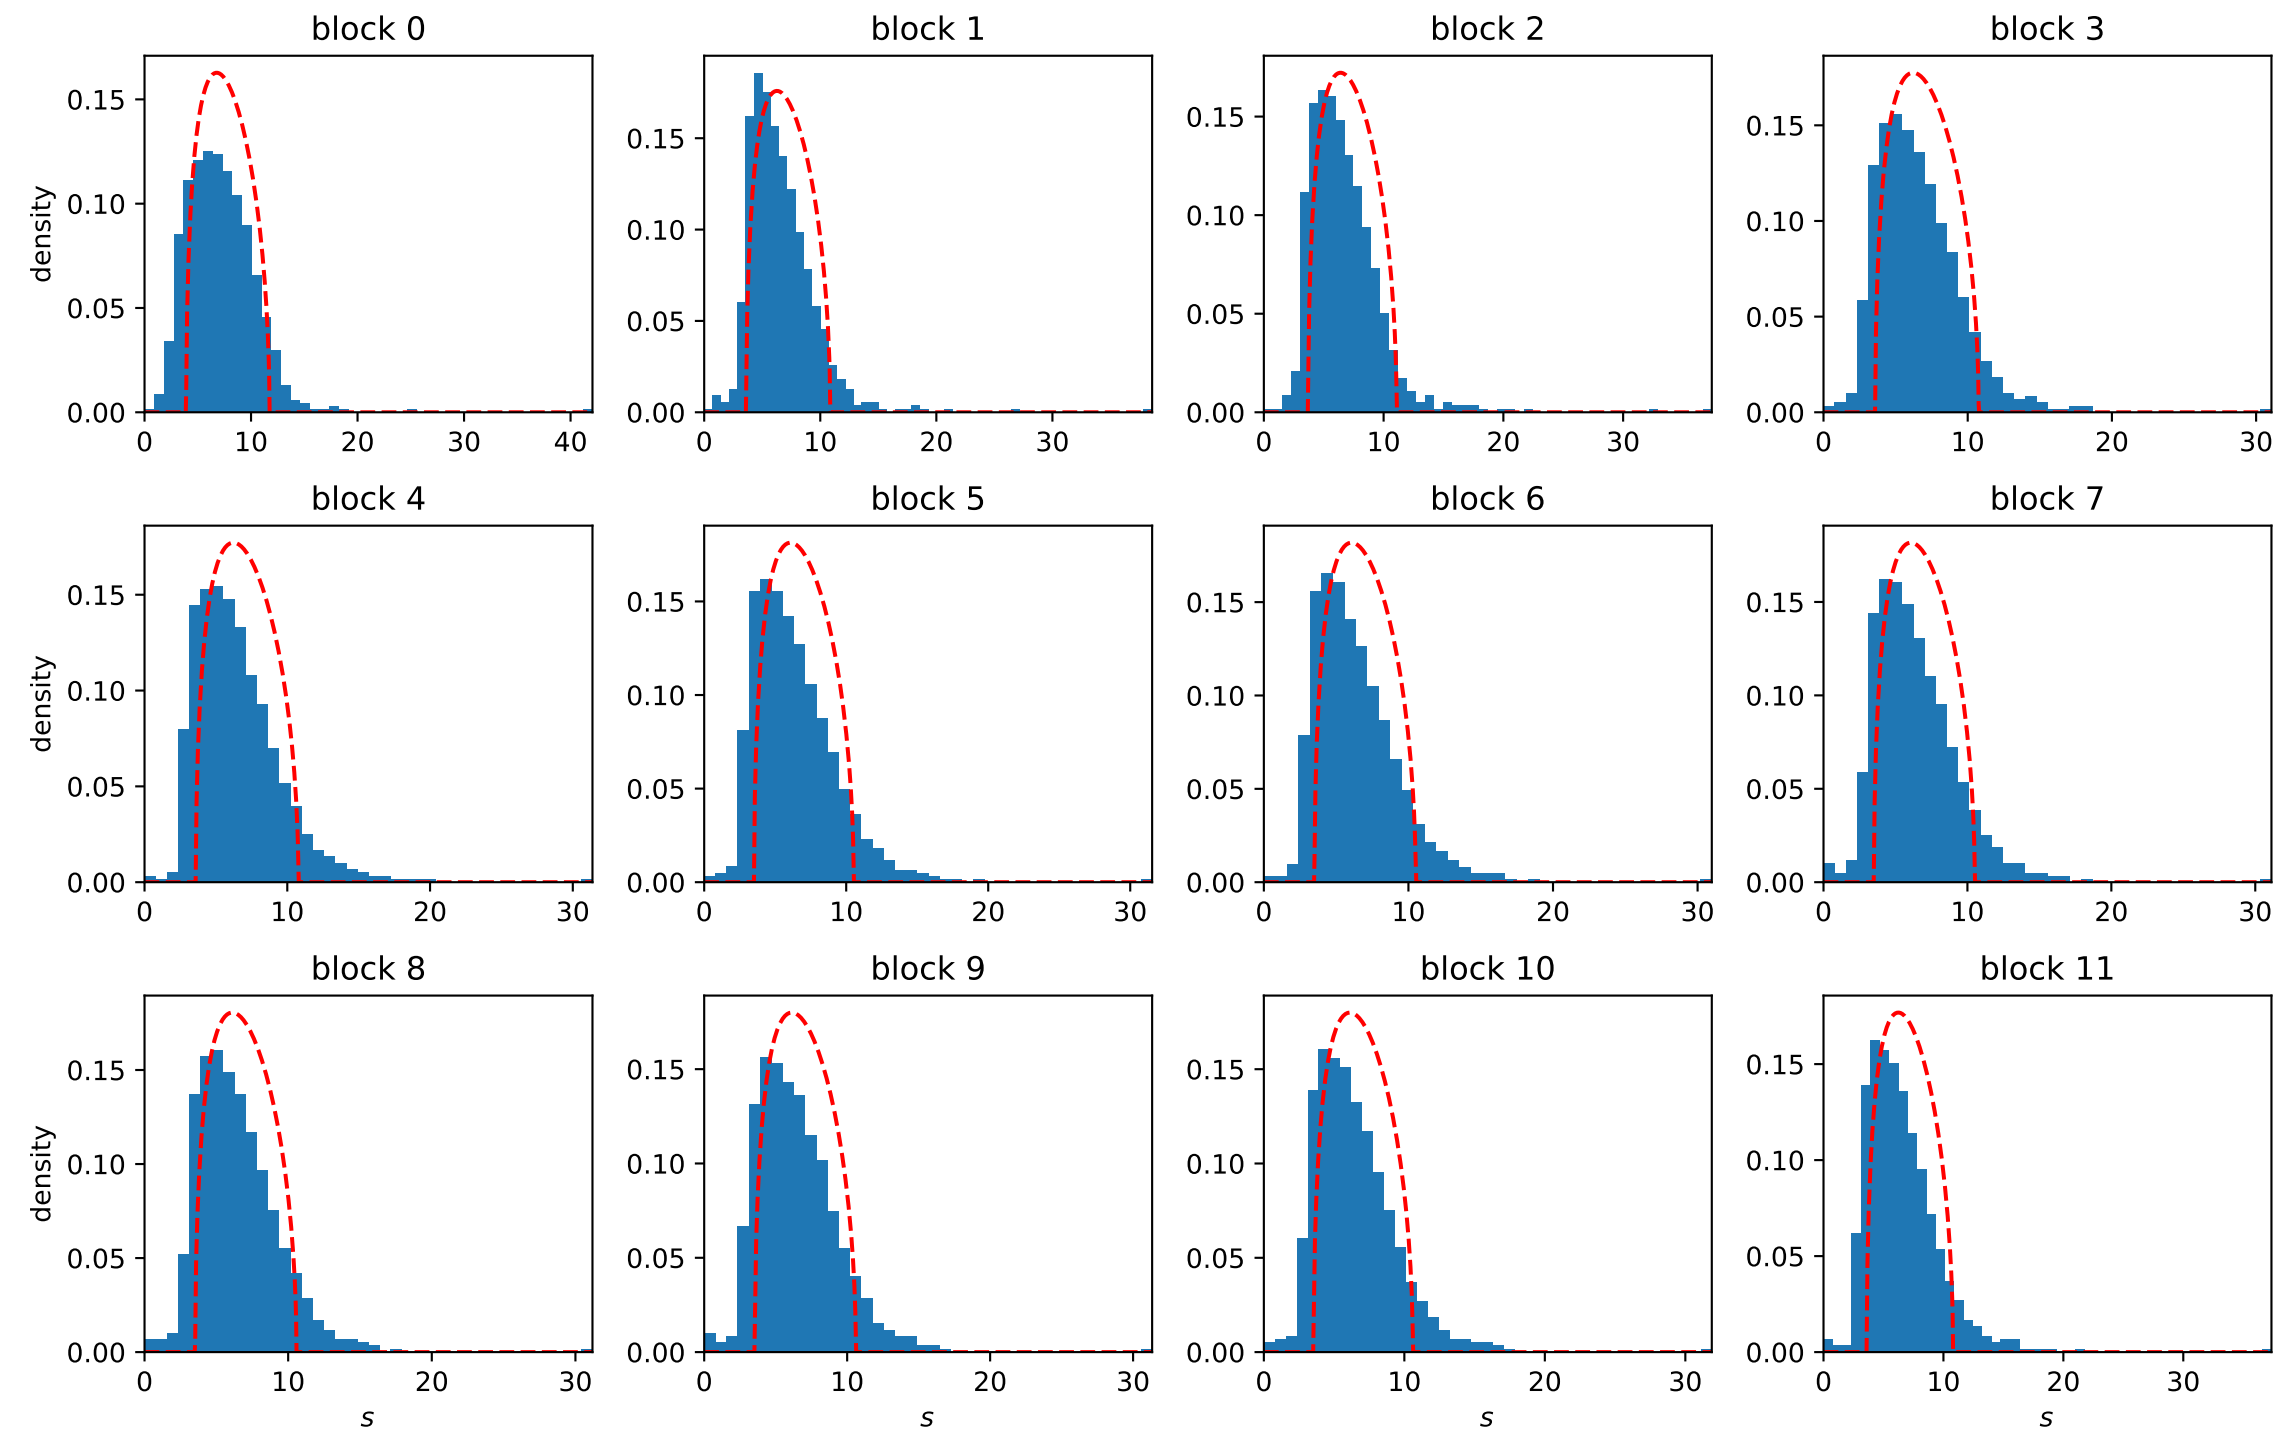 block 0 block 1 block 2 block 3
density
0.15 0.15 0.15 0.15
0.10 0.10 0.10 0.10
0.05 0.05 0.05 0.05
0.00 0.00 0.00 0.00
0 10 20 30 40 0 10 20 30 0 10 20 30 0 10 20 30
block 4 block 5 block 6 block 7
density
0.15 0.15 0.15 0.15
0.10 0.10 0.10 0.10
0.05 0.05 0.05 0.05
0.00 0.00 0.00 0.00
0 10 20 30 0 10 20 30 0 10 20 30 0 10 20 30
block 8 block 9 block 10 block 11
density
0.15 0.15 0.15 0.15
0.10 0.10 0.10 0.10
0.05 0.05 0.05 0.05
0.00 0.00 0.00 0.00
0 10 20 30 0 10 20 30 0 10 20 30 0 10 20 30
s s s s